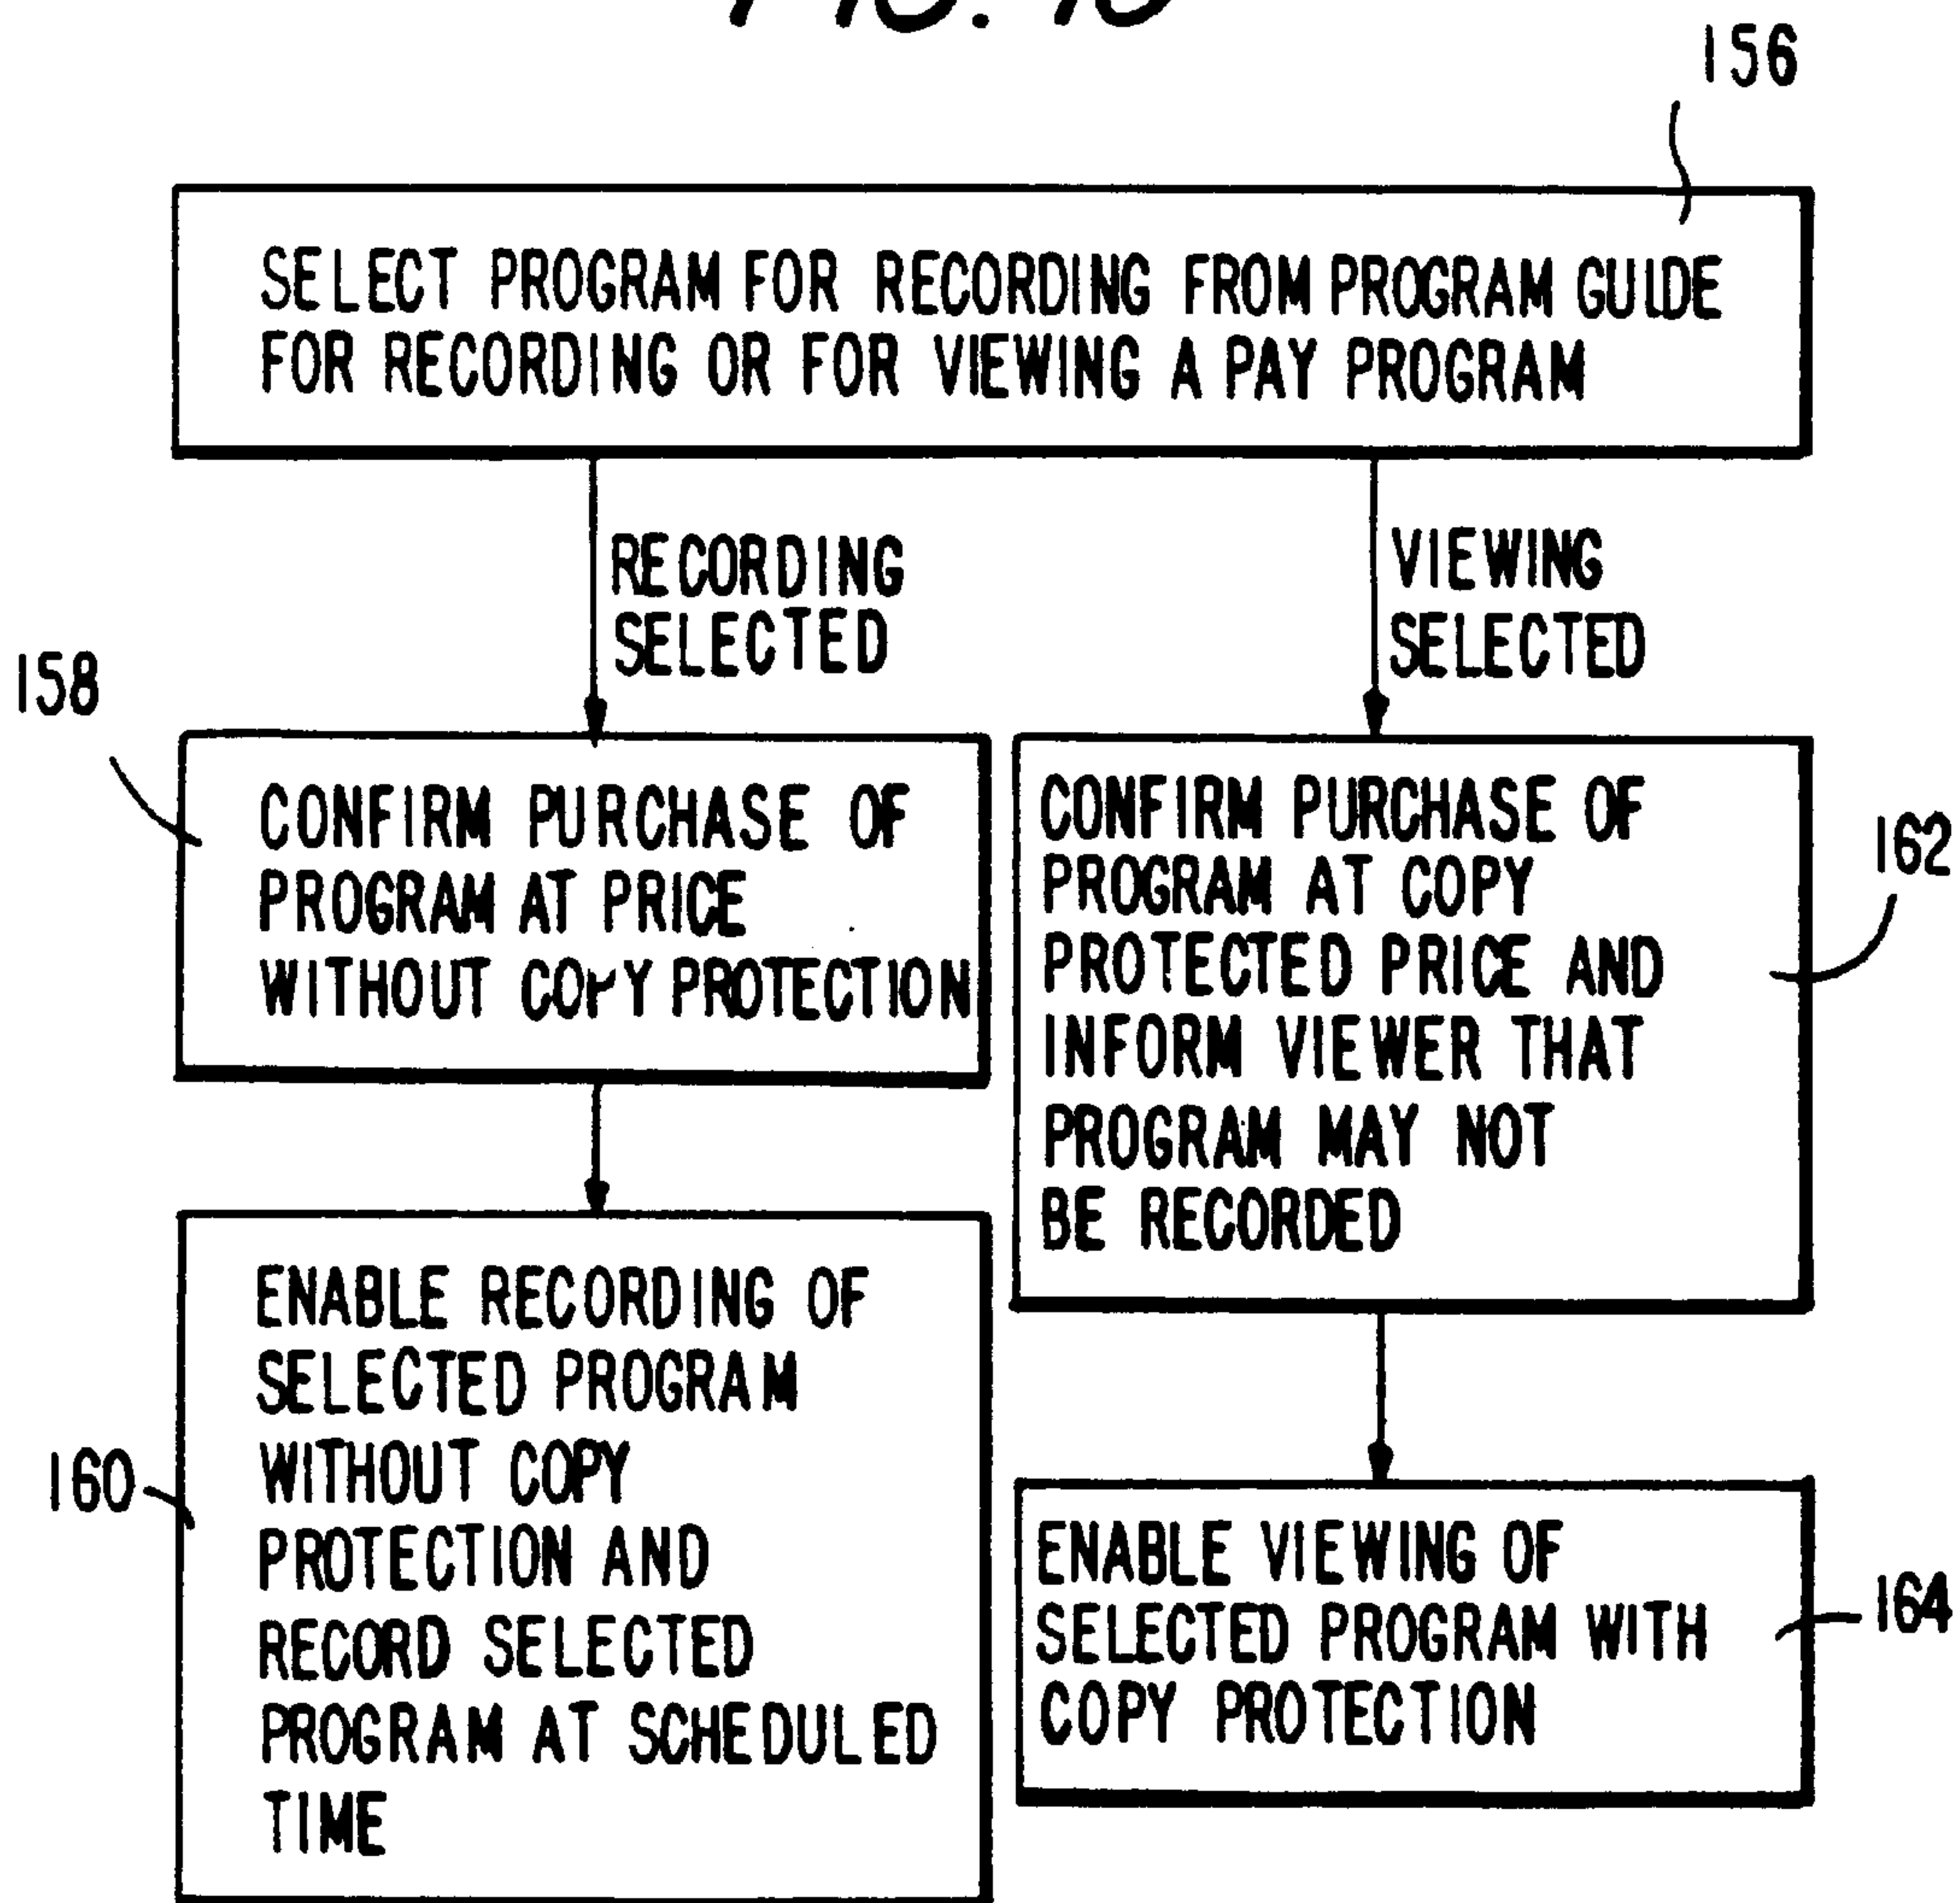 156
SELECT PROGRAM FOR RECORDING FROM PROGRAM GUIDE
FOR RECORDING OR FOR VIEWING A PAY PROGRAM
RECORDING
SELECTED
VIEWING
SELECTED
158
CONFIRM PURCHASE OF
PROGRAM AT PRICE
WITHOUT COPY PROTECTION
CONFIRM PURCHASE OF
PROGRAM AT COPY
PROTECTED PRICE AND
INFORM VIEWER THAT
PROGRAM MAY NOT
BE RECORDED
162
160
ENABLE RECORDING OF
SELECTED PROGRAM
WITHOUT COPY
PROTECTION AND
RECORD SELECTED
PROGRAM AT SCHEDULED
TIME
ENABLE VIEWING OF
SELECTED PROGRAM WITH
COPY PROTECTION
164